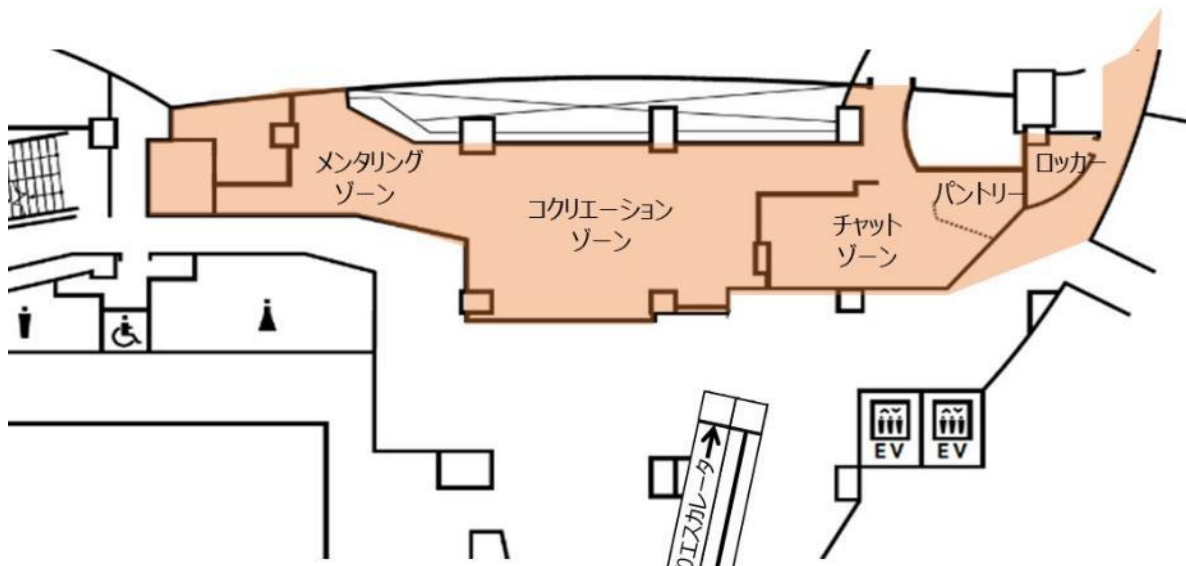 メンタリング
ゾーン
コクリエーション
ゾーン
チャット
ゾーン
パントリー
ロッカー
EV
EV
のエスカレータ